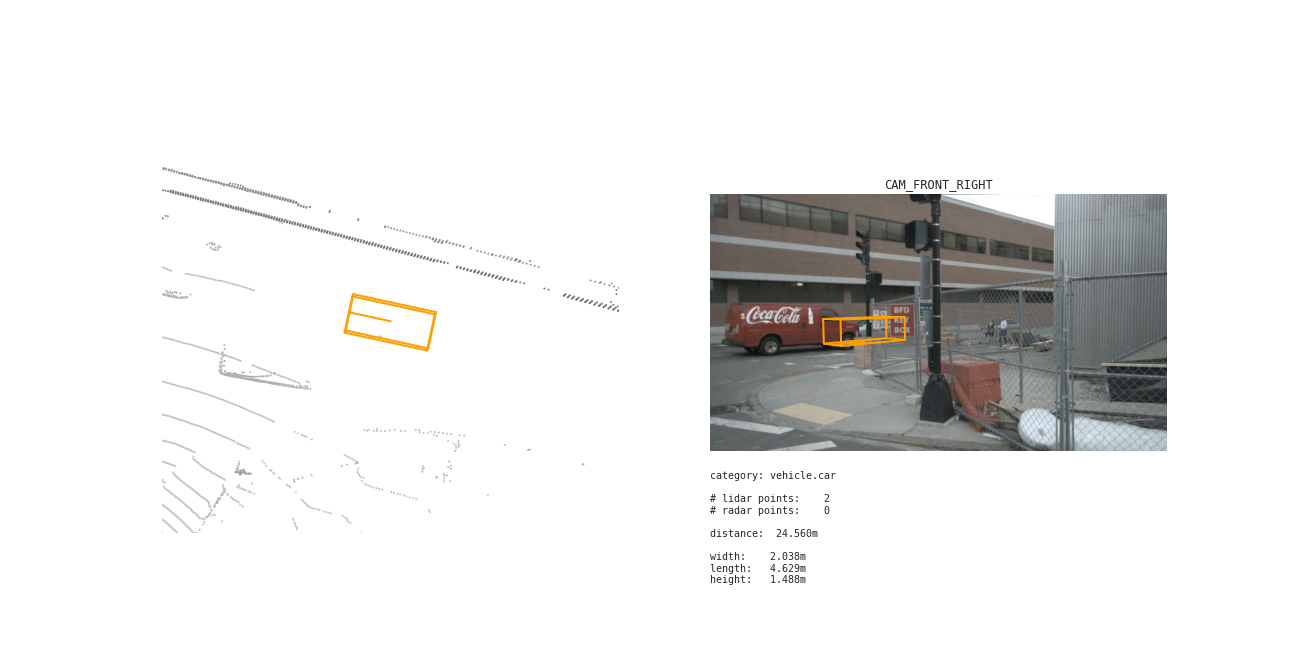 CAM_FRONT_RIGHT
Coca-Cola
BFD
KEY
BOX
category: vehicle.car
# lidar points:    2
# radar points:    0
distance:  24.560m
width:    2.038m
length:   4.629m
height:   1.488m